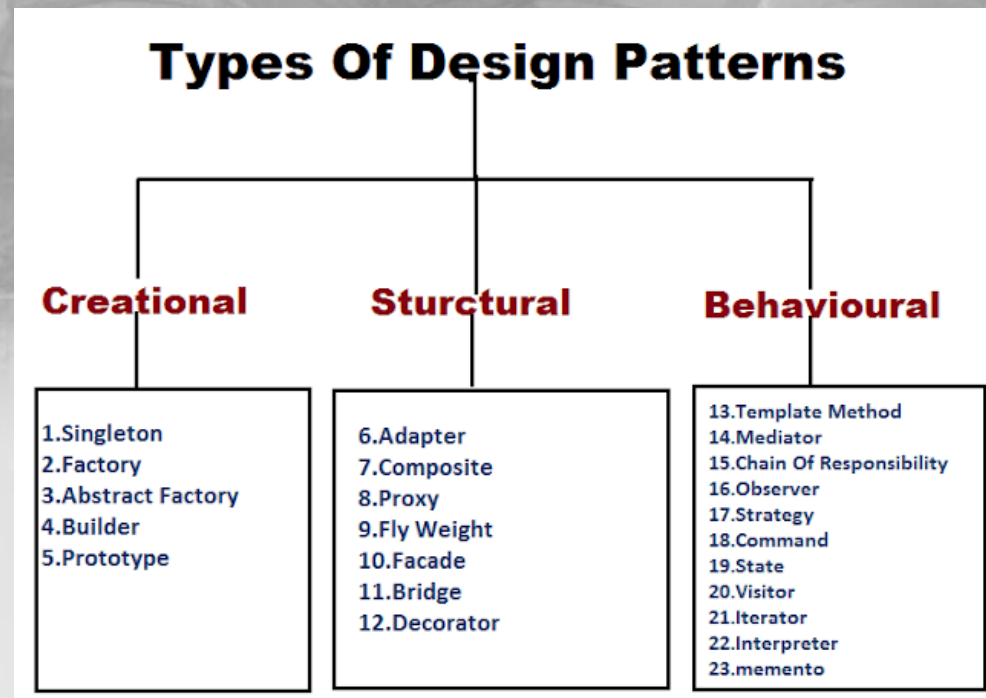 Types Of Design Patterns
Creational
Sturctural
Behavioural
1.Singleton
2.Factory
3.Abstract Factory
4.Builder
5.Prototype
6.Adapter
7.Composite
8.Proxy
9.Fly Weight
10.Facade
11.Bridge
12.Decorator
13.Template Method
14.Mediator
15.Chain Of Responsibility
16.Observer
17.Strategy
18.Command
19.State
20.Visitor
21.Iterator
22.Interpreter
23.memento